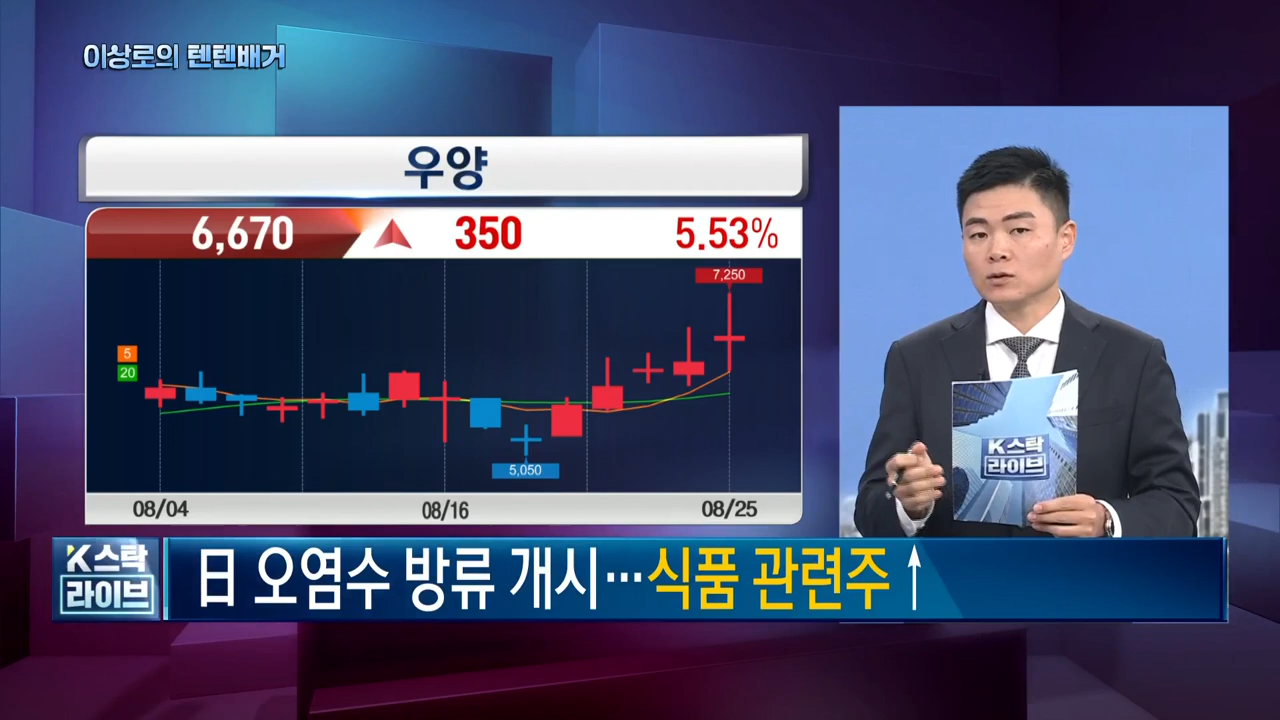 이상로의 텐텐배거
우양
6,670 ▲ 350 5.53%
7,250
5
20
5,050
08/04 08/16 08/25
K스탁
라이브
K스탁
라이브
日 오염수 방류 개시…식품 관련주↑